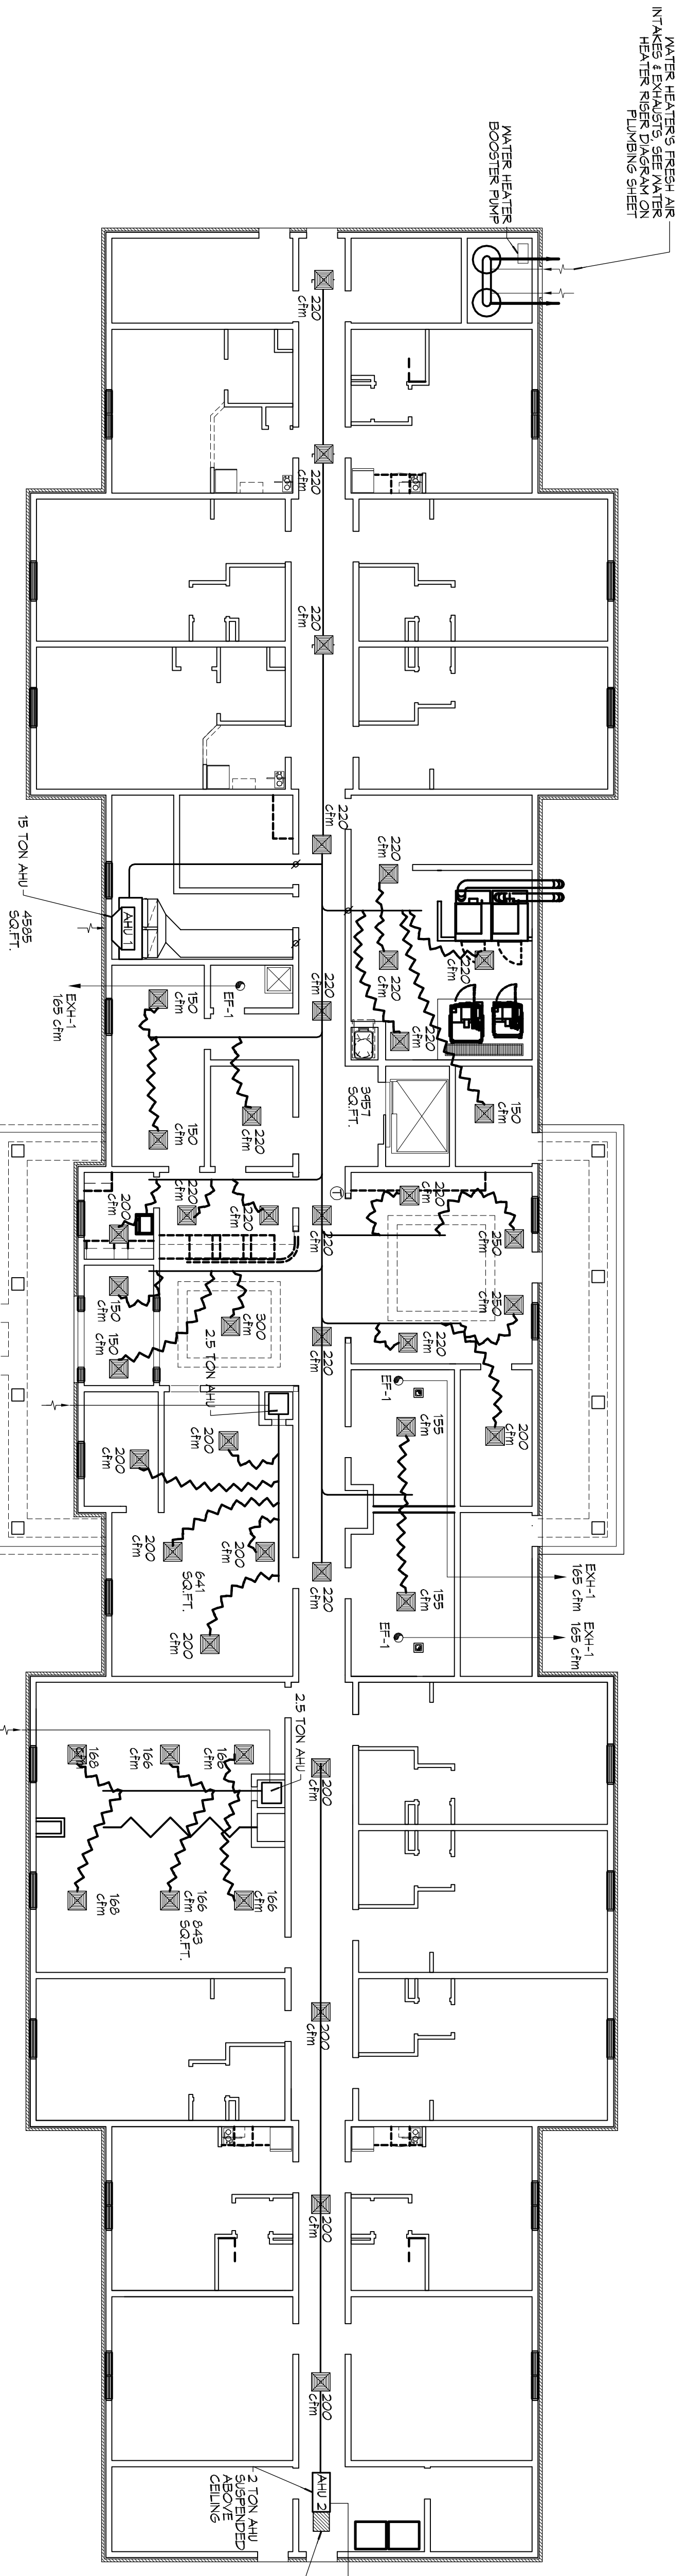 WATER HEATER'S FRESH AIR
INTAKES & EXHAUSTS, SEE WATER
HEATER RISER DIAGRAM ON
PLUMBING SHEET
WATER HEATER
BOOSTER PUMP
220
cfm
220
cfm
220
cfm
220
cfm
15 TON AHU
AHU 1
4585
SQ.FT.
220
cfm
220
cfm
220
cfm
220
cfm
150
cfm
220
cfm
3957
SQ.FT.
EF-1
EXH-1
165 cfm
150
cfm
150
cfm
220
cfm
T
220
cfm
220
cfm
220
cfm
200
cfm
220
cfm
250
cfm
250
cfm
220
cfm
200
cfm
220
cfm
300
cfm
150
cfm
150
cfm
2.5 TON AHU
EF-1
155
cfm
155
cfm
EF-1
EXH-1
165 cfm
EXH-1
165 cfm
200
cfm
200
cfm
200
cfm
200
cfm
200
cfm
641
SQ.FT.
220
cfm
2.5 TON AHU
200
cfm
166
cfm
166
cfm
168
cfm
166
cfm
166
cfm
168
cfm
843
SQ.FT.
200
cfm
200
cfm
200
cfm
AHU 2
2 TON AHU
SUSPENDED
ABOVE
CEILING